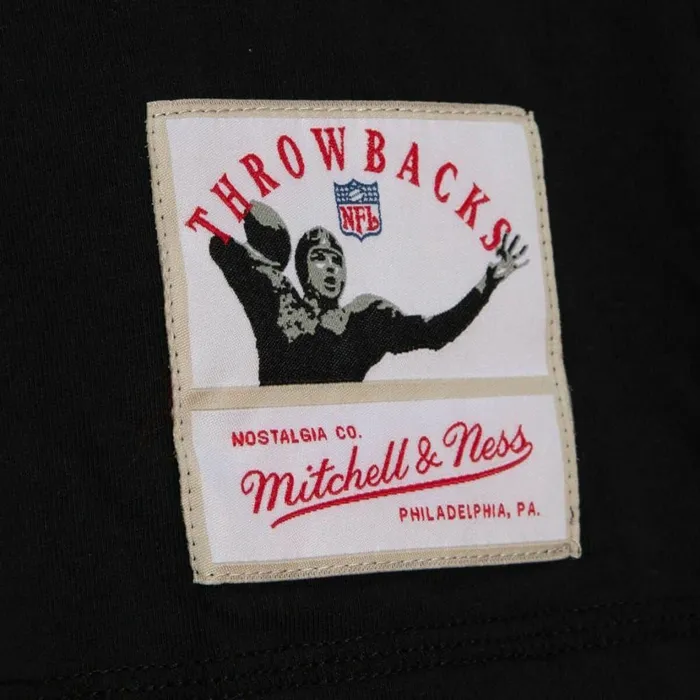 THROWBACKS
NFL
NOSTALGIA CO.
Mitchell & Ness
PHILADELPHIA, PA.